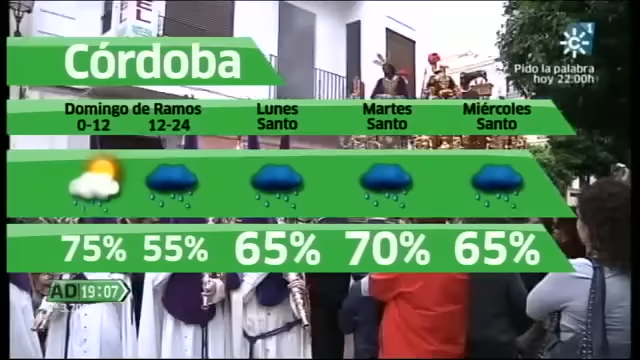 Córdoba
Pido la palabra
hoy 22:00h
Domingo de Ramos
0-12 12-24
Lunes
Santo
Martes
Santo
Miércoles
Santo
75% 55% 65% 70% 65%
AD 19:07